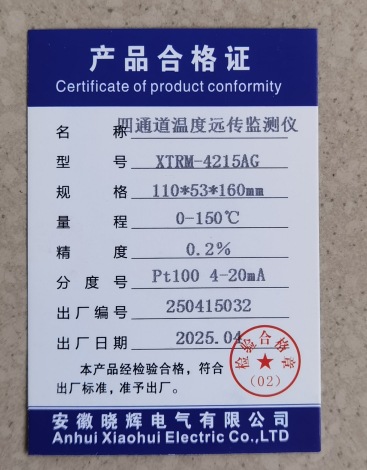 产品合格证
Certificate of product conformity
名 称 四通道温度远传监测仪
型 号 XTRM-4215AG
规 格 110*53*160mm
量 程 0-150℃
精 度 0.2%
分 度 号 Pt100 4-20mA
出厂编号 250415032
出厂日期 2025.04
检验合格章
(02)
本产品经检验合格，符合
出厂标准，准予出厂。
安徽晓辉电气有限公司
Anhui Xiaohui Electric Co.,LTD